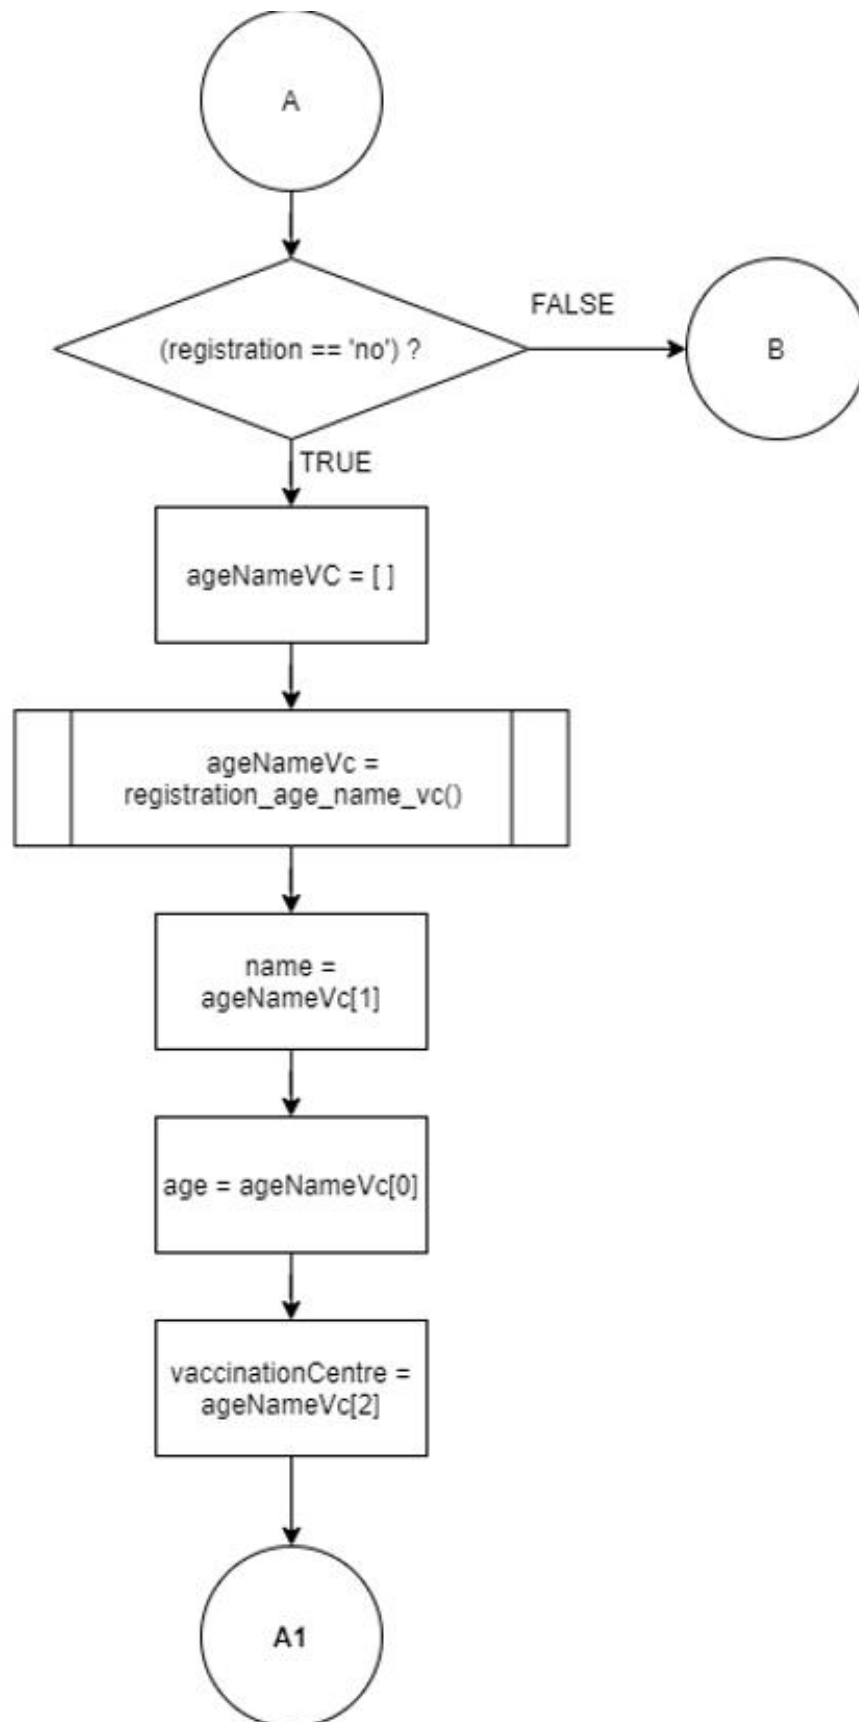 A
(registration == 'no') ?
FALSE
B
TRUE
ageNameVC = [ ]
ageNameVc =
registration_age_name_vc()
name =
ageNameVc[1]
age = ageNameVc[0]
vaccinationCentre =
ageNameVc[2]
A1